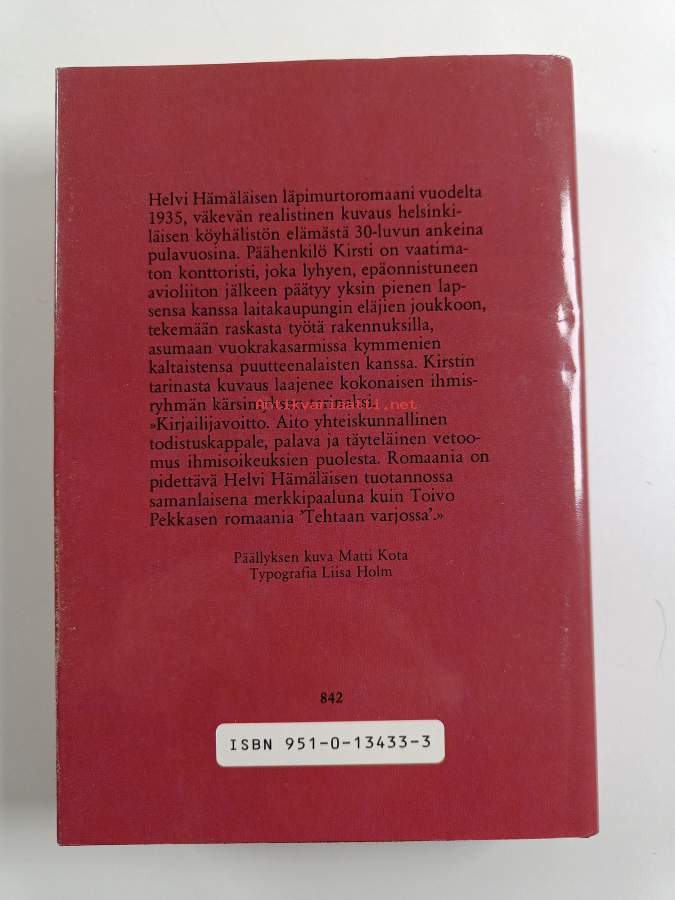 Helvi Hämäläisen läpimurtoromaani vuodelta
1935, väkevän realistinen kuvaus helsinki-
läisen köyhälistön elämästä 30-luvun ankeina
pulavuosina. Päähenkilö Kirsti on vaatima-
ton konttoristi, joka lyhyen, epäonnistuneen
avioliiton jälkeen päätyy yksin pienen lap-
sensa kanssa laitakaupungin eläjien joukkoon,
tekemään raskasta työtä rakennuksilla,
asumaan vuokrakasarmissa kymmenien
kaltaistensa puutteenalaisten kanssa. Kirstin
tarinasta kuvaus laajenee kokonaisen ihmis-
ryhmän kärsimyksien tarinaksi.
Antikvariaatti.net
»Kirjailijavoitto. Aito yhteiskunnallinen
todistuskappale, palava ja täyteläinen vetoo-
mus ihmisoikeuksien puolesta. Romaania on
pidettävä Helvi Hämäläisen tuotannossa
samanlaisena merkkipaaluna kuin Toivo
Pekkasen romaania 'Tehtaan varjossa'.»
Päällyksen kuva Matti Kota
Typografia Liisa Holm
842
ISBN 951-0-13433-3